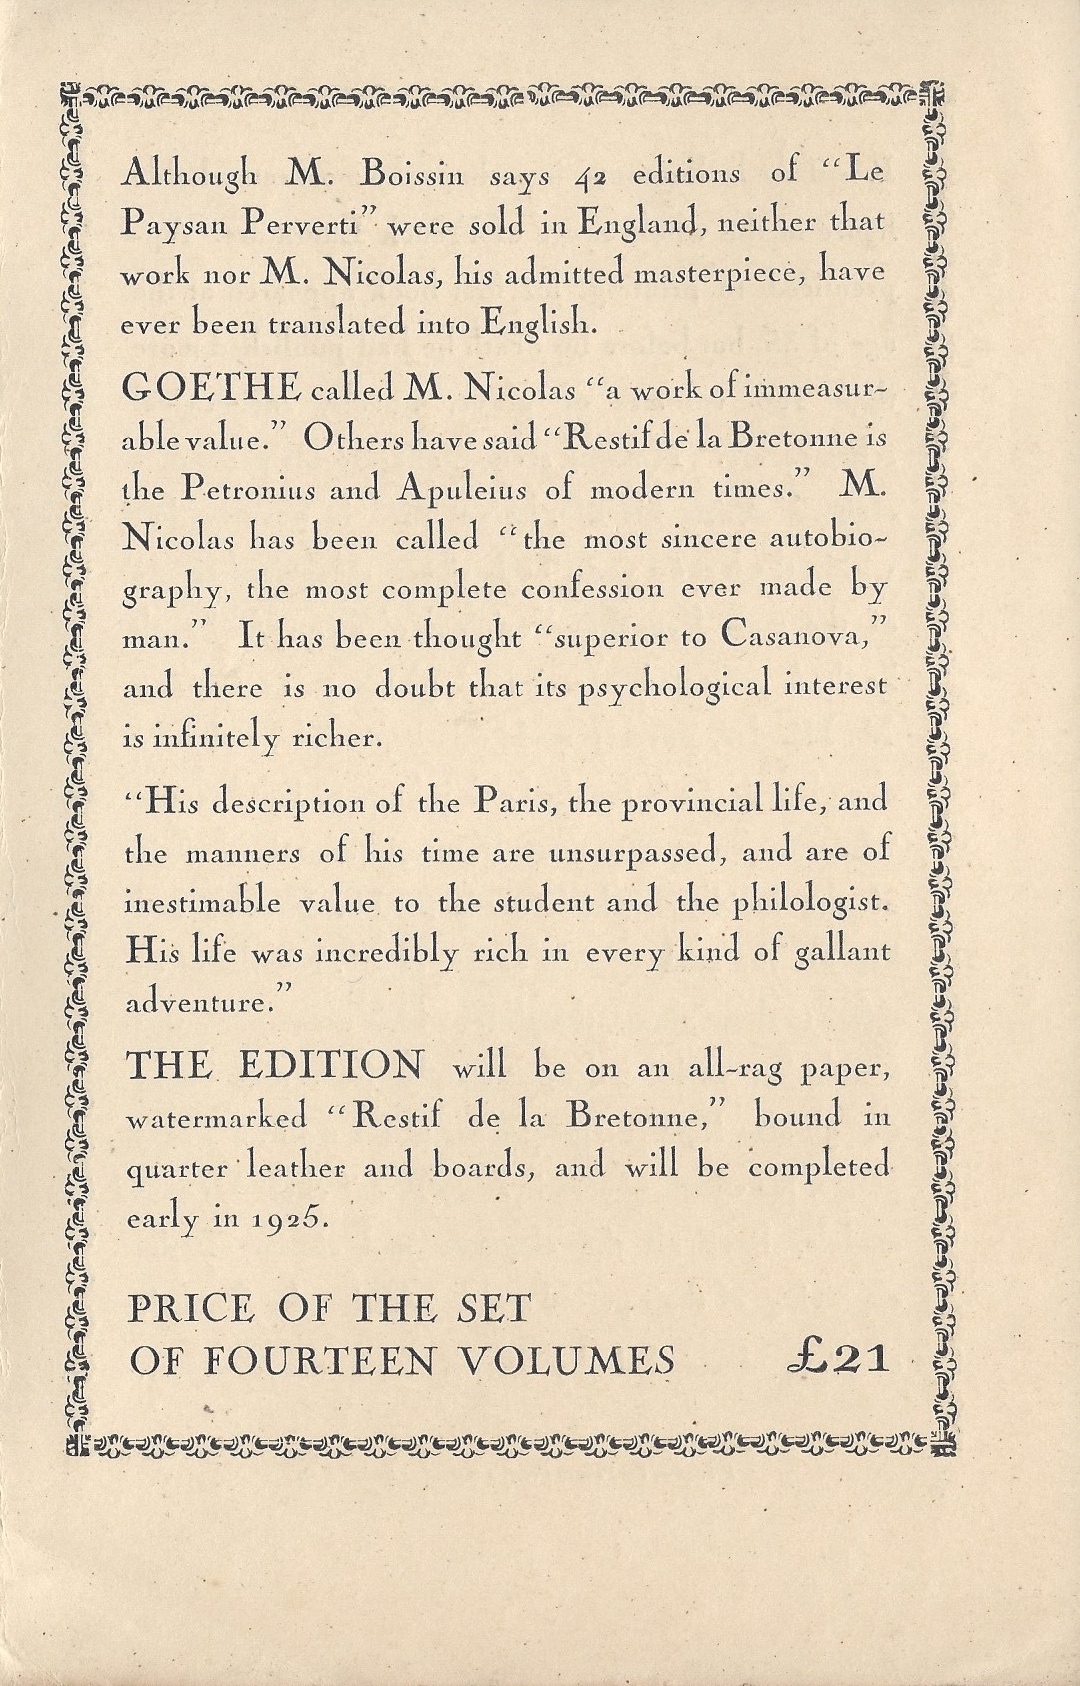 Although M. Boissin says 42 editions of “Le
Paysan Perverti” were sold in England, neither that
work nor M. Nicolas, his admitted masterpiece, have
ever been translated into English.
GOETHE called M. Nicolas “a work of immeasur-
able value.” Others have said “Restif de la Bretonne is
the Petronius and Apuleius of modern times.” M.
Nicolas has been called “the most sincere autobio-
graphy, the most complete confession ever made by
man.” It has been thought “superior to Casanova,”
and there is no doubt that its psychological interest
is infinitely richer.
“His description of the Paris, the provincial life, and
the manners of his time are unsurpassed, and are of
inestimable value to the student and the philologist.
His life was incredibly rich in every kind of gallant
adventure.”
THE EDITION will be on an all-rag paper,
watermarked “Restif de la Bretonne,” bound in
quarter leather and boards, and will be completed
early in 1925.
PRICE OF THE SET
OF FOURTEEN VOLUMES £21